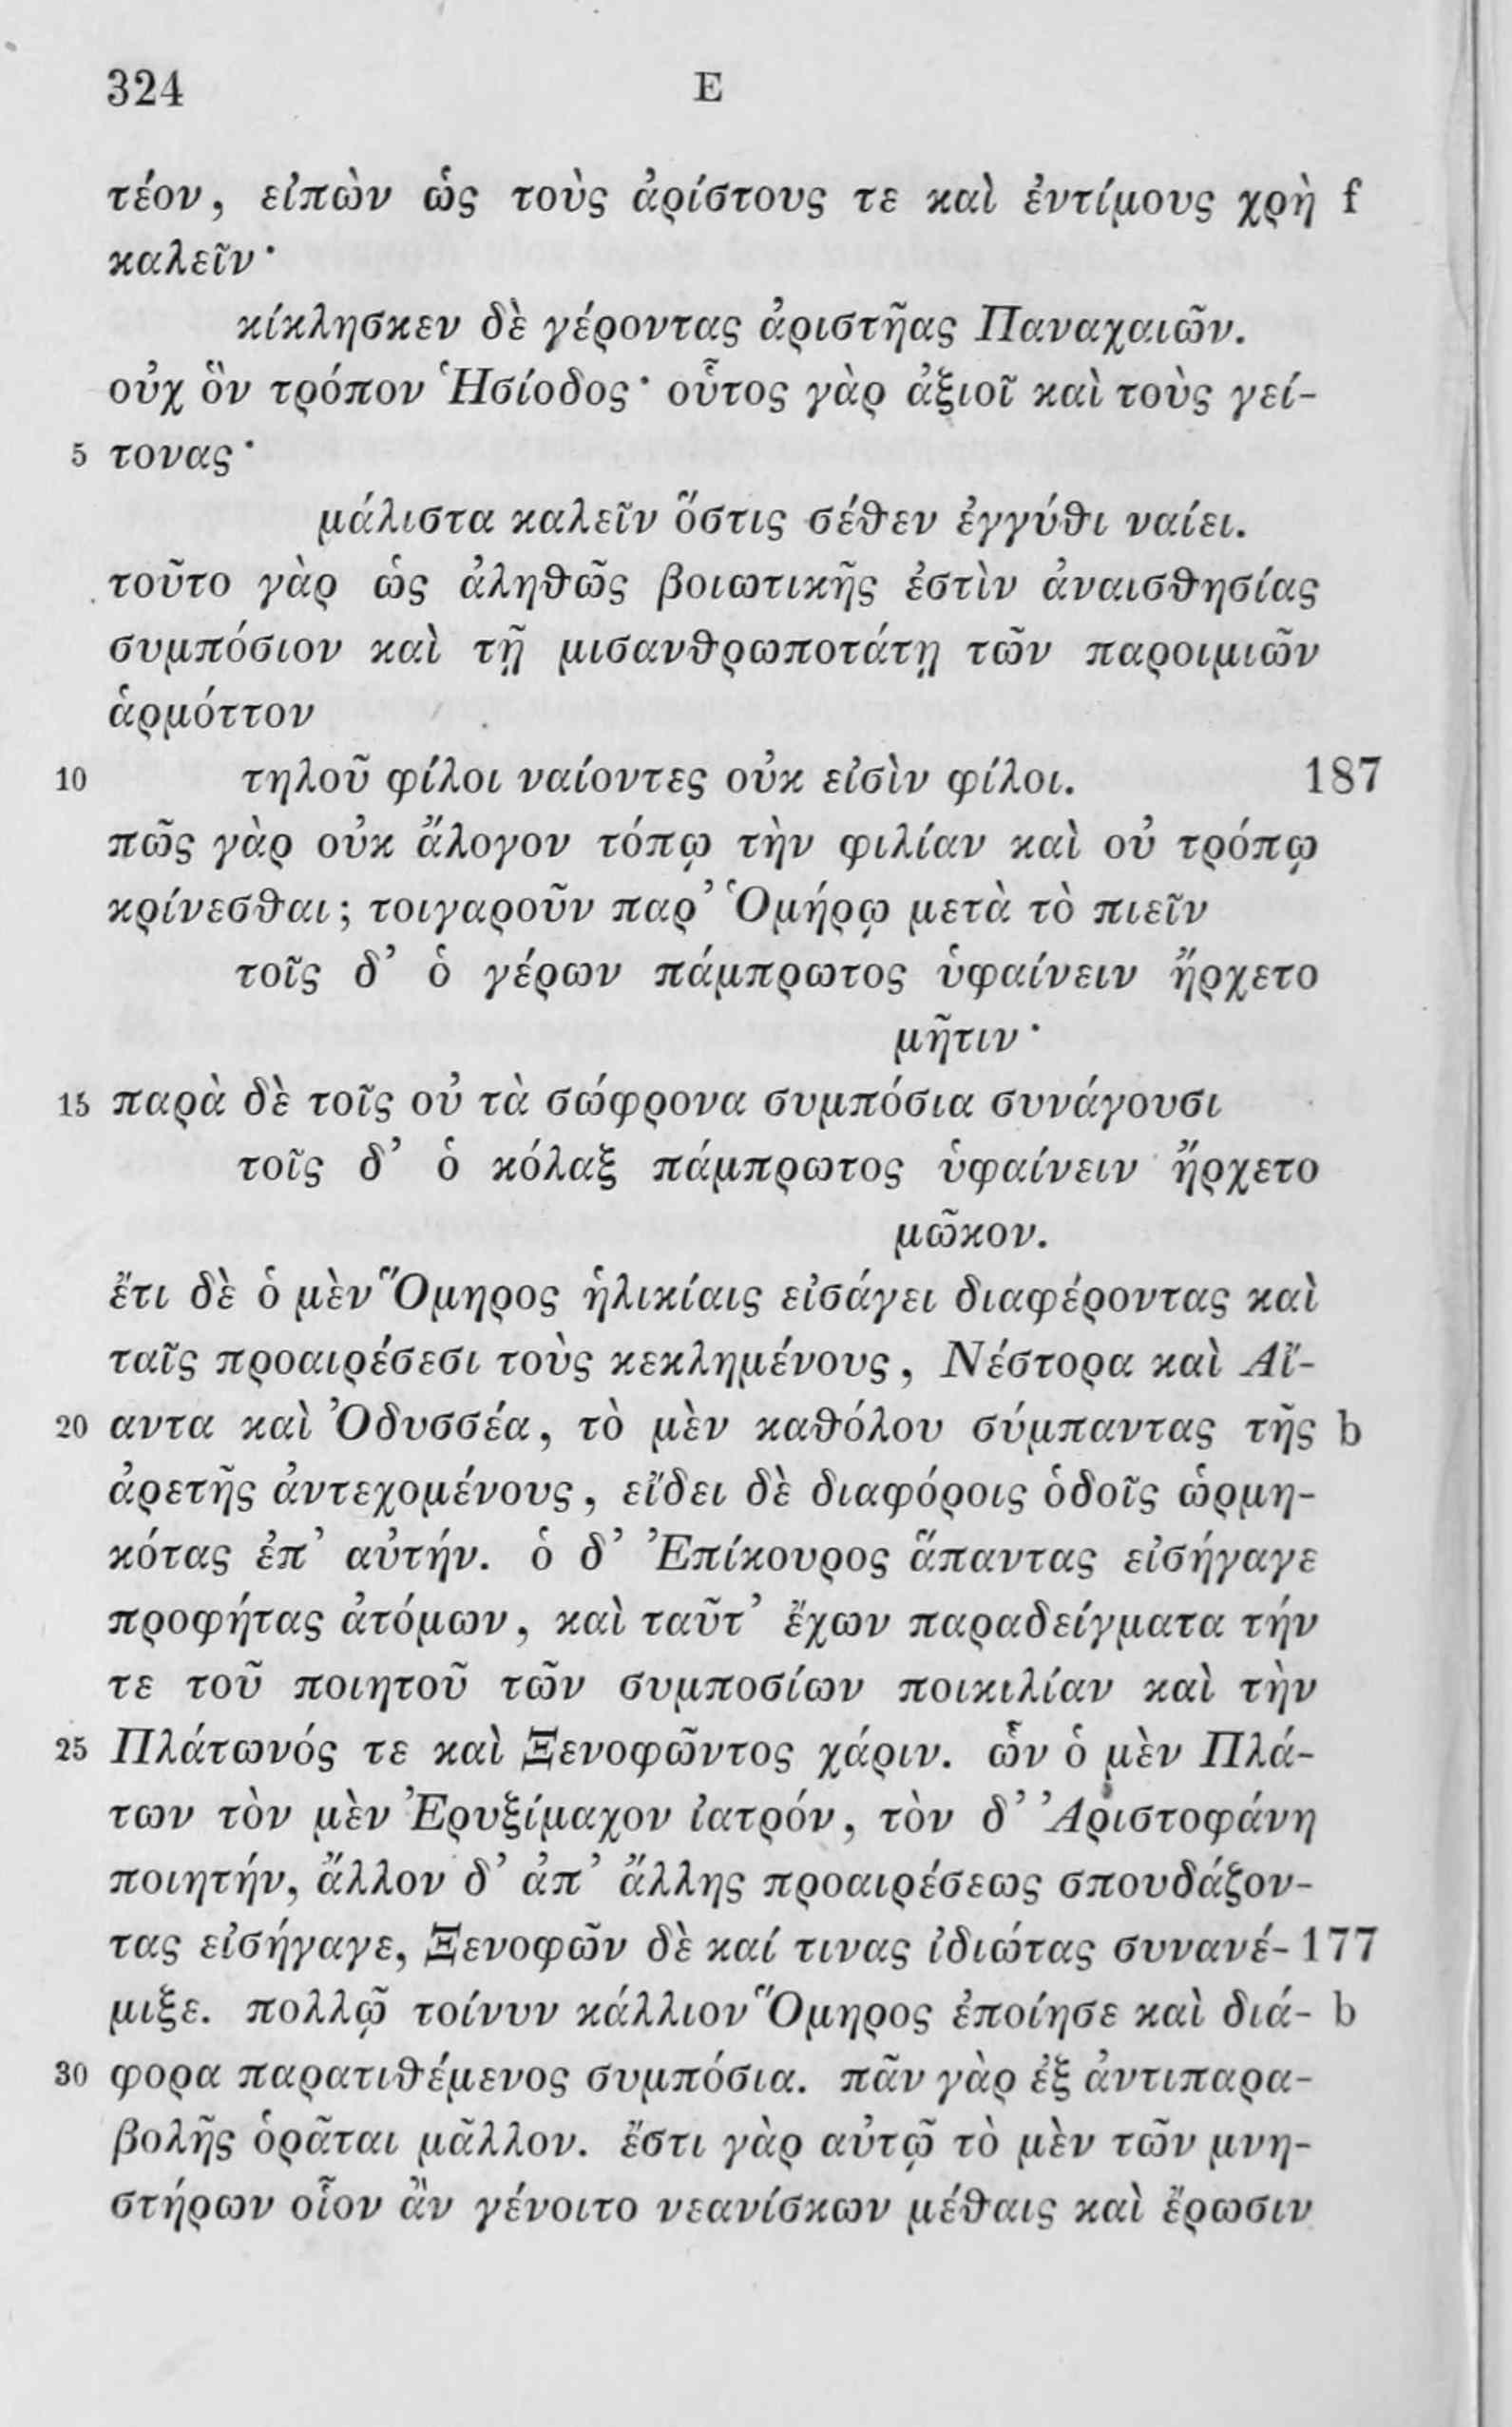 324 E
τέον, εἰπὼν ὡς τοὺς ἀρίστους τε καὶ ἐντίμους χρὴ f
καλεῖν·
κίκλησκεν δὲ γέροντας ἀριστῆας Παναχαιῶν.
οὐχ ὃν τρόπον Ἡσίοδος· οὗτος γὰρ ἀξιοῖ καὶ τοὺς γεί-
5 τονας·
μάλιστα καλεῖν ὅστις σέθεν ἐγγύθι ναίει.
τοῦτο γὰρ ὡς ἀληθῶς βοιωτικῆς ἐστὶν ἀναισθησίας
συμπόσιον καὶ τῇ μισανθρωποτάτῃ τῶν παροιμιῶν
ἁρμόττον
10 τηλοῦ φίλοι ναίοντες οὐκ εἰσὶν φίλοι. 187
πῶς γὰρ οὐκ ἄλογον τόπῳ τὴν φιλίαν καὶ οὐ τρόπῳ
κρίνεσθαι; τοιγαροῦν παρ’ Ὁμήρῳ μετὰ τὸ πιεῖν
τοῖς δ’ ὁ γέρων πάμπρωτος ὑφαίνειν ἤρχετο
μῆτιν·
15 παρὰ δὲ τοῖς οὐ τὰ σώφρονα συμπόσια συνάγουσι
τοῖς δ’ ὁ κόλαξ πάμπρωτος ὑφαίνειν ἤρχετο
μῶκον.
ἔτι δὲ ὁ μὲν Ὅμηρος ἡλικίαις εἰσάγει διαφέροντας καὶ
ταῖς προαιρέσεσι τοὺς κεκλημένους, Νέστορα καὶ Αἴ-
20 αντα καὶ Ὀδυσσέα, τὸ μὲν καθόλου σύμπαντας τῆς b
ἀρετῆς ἀντεχομένους, εἴδει δὲ διαφόροις ὁδοῖς ὡρμη-
κότας ἐπ’ αὐτήν. ὁ δ’ Ἐπίκουρος ἅπαντας εἰσήγαγε
προφήτας ἀτόμων, καὶ ταῦτ’ ἔχων παραδείγματα τήν
τε τοῦ ποιητοῦ τῶν συμποσίων ποικιλίαν καὶ τὴν
25 Πλάτωνός τε καὶ Ξενοφῶντος χάριν. ὧν ὁ μὲν Πλά-
των τὸν μὲν Ἐρυξίμαχον ἰατρόν, τὸν δ’ Ἀριστοφάνη
ποιητήν, ἄλλον δ’ ἀπ’ ἄλλης προαιρέσεως σπουδάζον-
τας εἰσήγαγε, Ξενοφῶν δὲ καί τινας ἰδιώτας συνανέ- 177
μιξε. πολλῷ τοίνυν κάλλιον Ὅμηρος ἐποίησε καὶ διά- b
30 φορα παρατιθέμενος συμπόσια. πᾶν γὰρ ἐξ ἀντιπαρα-
βολῆς ὁρᾶται μᾶλλον. ἔστι γὰρ αὐτῷ τὸ μὲν τῶν μνη-
στήρων οἷον ἂν γένοιτο νεανίσκων μέθαις καὶ ἔρωσιν